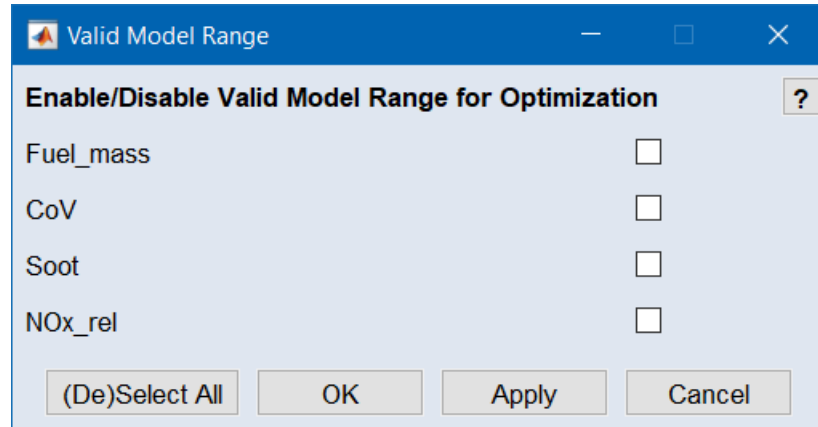 Valid Model Range
Enable/Disable Valid Model Range for Optimization ?
Fuel_mass
CoV
Soot
NOx_rel
(De)Select All OK Apply Cancel